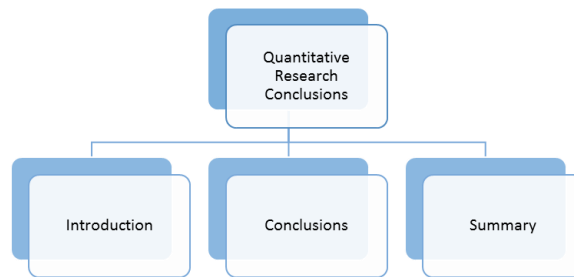 Quantitative
Research
Conclusions
Introduction
Conclusions
Summary